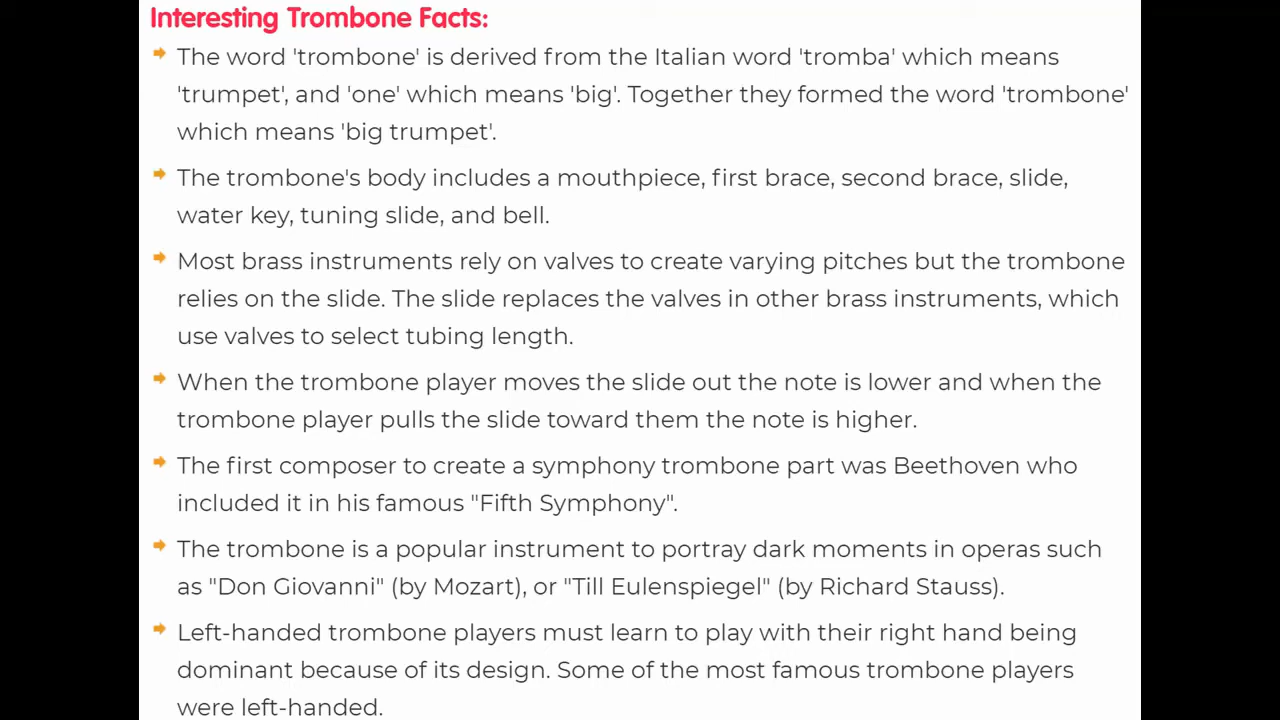 Interesting Trombone Facts:
The word 'trombone' is derived from the Italian word 'tromba' which means
'trumpet', and 'one' which means 'big'. Together they formed the word 'trombone'
which means 'big trumpet'.
The trombone's body includes a mouthpiece, first brace, second brace, slide,
water key, tuning slide, and bell.
Most brass instruments rely on valves to create varying pitches but the trombone
relies on the slide. The slide replaces the valves in other brass instruments, which
use valves to select tubing length.
When the trombone player moves the slide out the note is lower and when the
trombone player pulls the slide toward them the note is higher.
The first composer to create a symphony trombone part was Beethoven who
included it in his famous "Fifth Symphony".
The trombone is a popular instrument to portray dark moments in operas such
as "Don Giovanni" (by Mozart), or "Till Eulenspiegel" (by Richard Stauss).
Left-handed trombone players must learn to play with their right hand being
dominant because of its design. Some of the most famous trombone players
were left-handed.